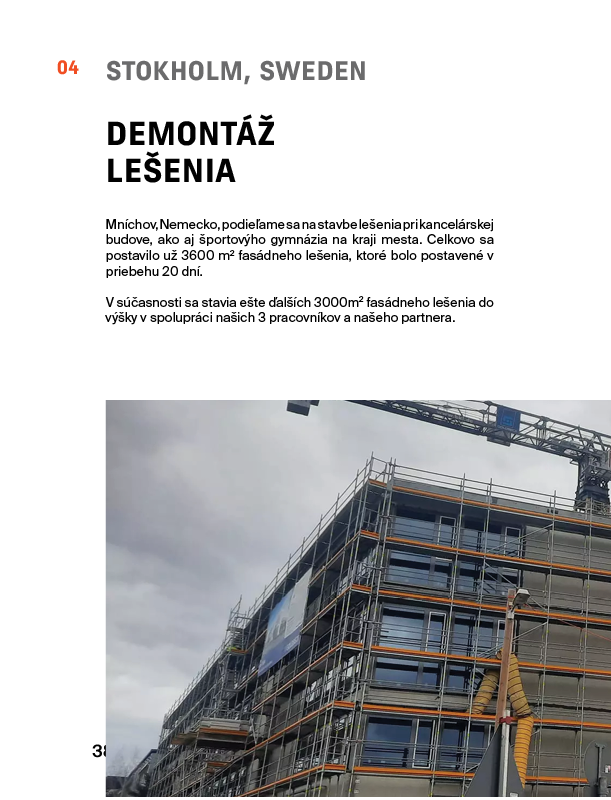 04 STOKHOLM, SWEDEN
DEMONTÁŽ
LEŠENIA
Mníchov, Nemecko, podieľame sa na stavbe lešenia pri kancelárskej
budove, ako aj športovýho gymnázia na kraji mesta. Celkovo sa
postavilo už 3600 m² fasádneho lešenia, ktoré bolo postavené v
priebehu 20 dní.
V súčasnosti sa stavia ešte ďalších 3000m² fasádneho lešenia do
výšky v spolupráci našich 3 pracovníkov a našeho partnera.